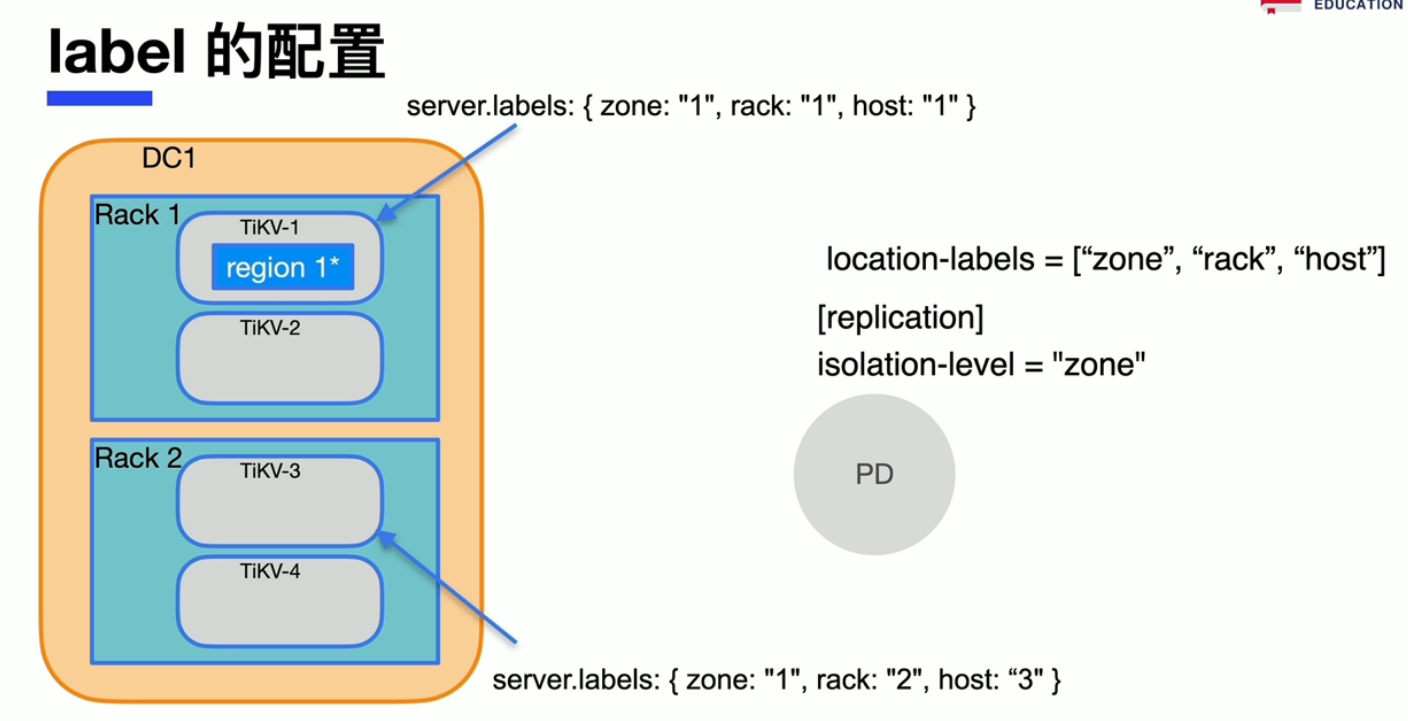 EDUCATION
label 的配置
server.labels: { zone: "1", rack: "1", host: "1" }
DC1
Rack 1
TiKV-1
region 1*
TiKV-2
Rack 2
TiKV-3
TiKV-4
location-labels = [“zone”, “rack”, “host”]
[replication]
isolation-level = "zone"
PD
server.labels: { zone: "1", rack: "2", host: “3" }